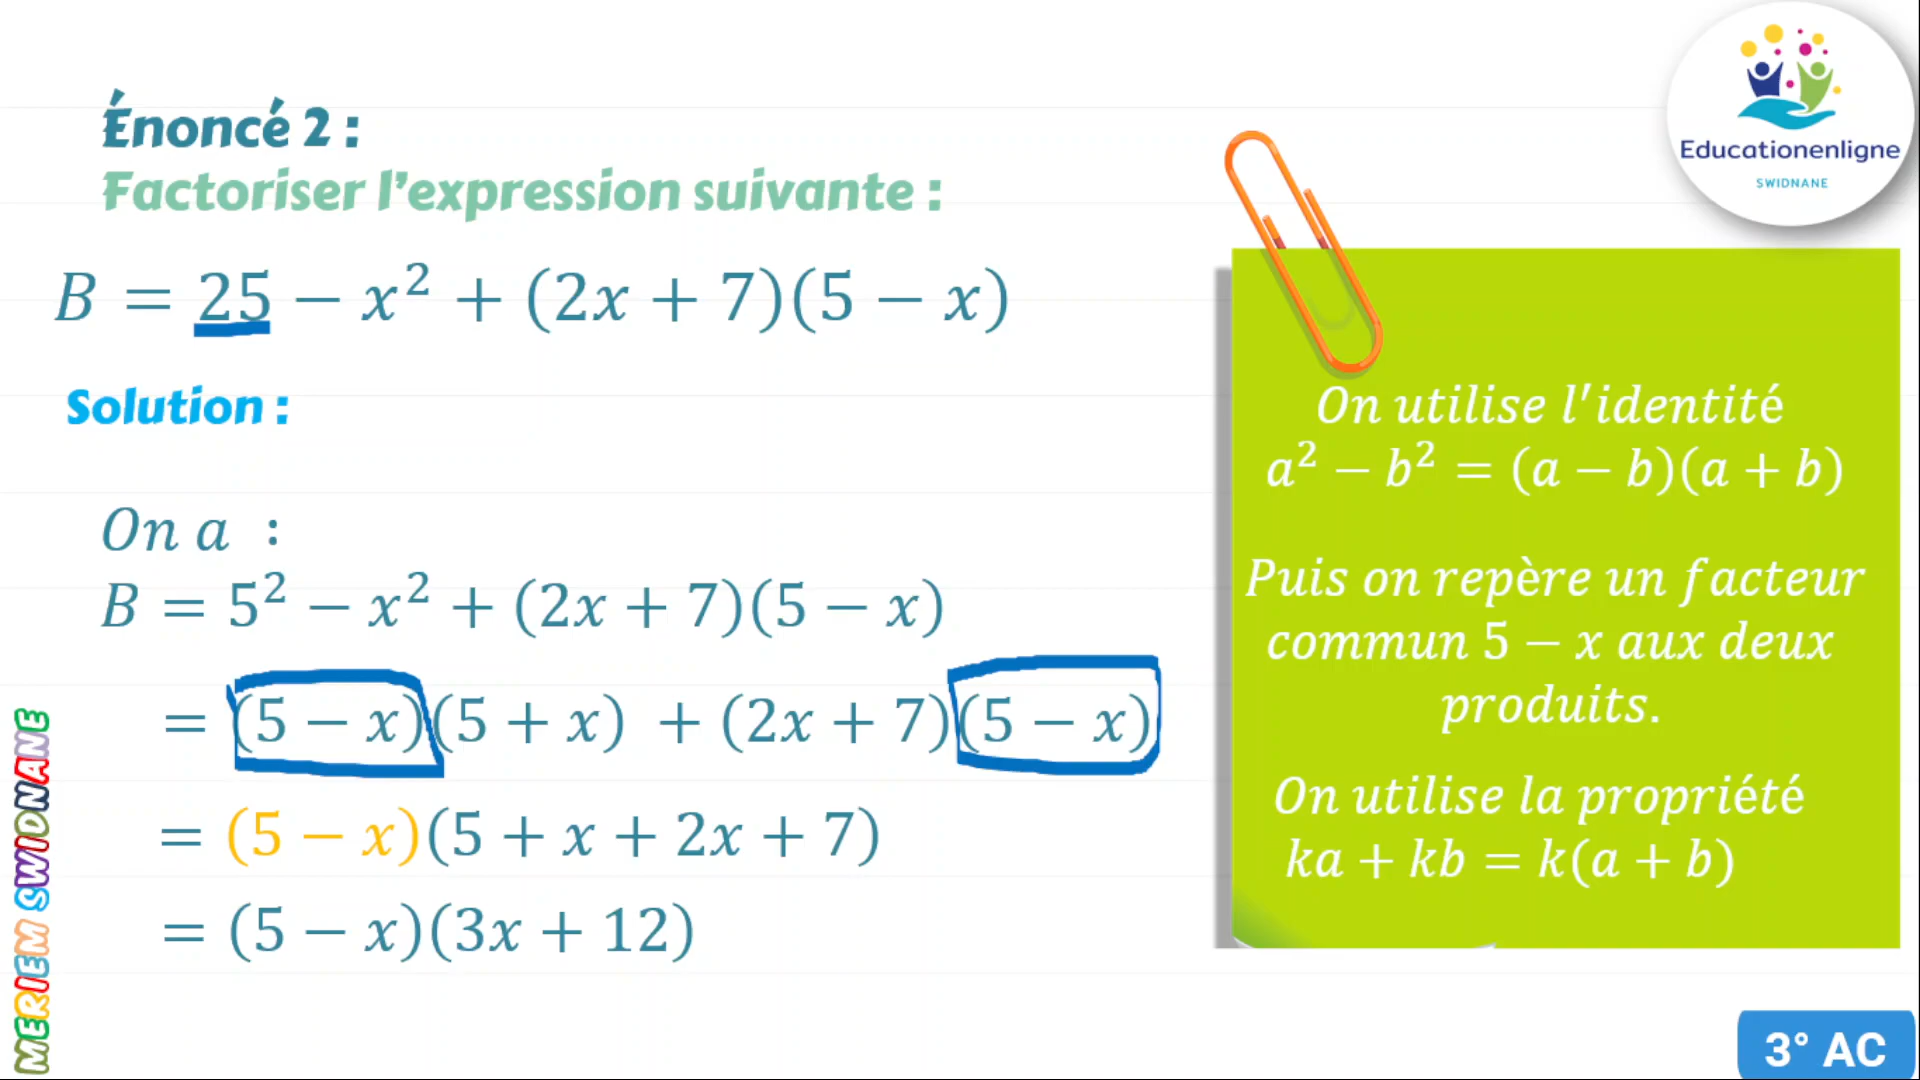 Énoncé 2 :
Factoriser l'expression suivante :
B = 25 − x² + (2x + 7)(5 − x)
Solution :
On a :
B = 5² − x² + (2x + 7)(5 − x)
= (5 − x)(5 + x) + (2x + 7)(5 − x)
= (5 − x)(5 + x + 2x + 7)
= (5 − x)(3x + 12)
Educationenligne
SWIDNANE
On utilise l'identité
a² − b² = (a − b)(a + b)
Puis on repère un facteur
commun 5 − x aux deux
produits.
On utilise la propriété
ka + kb = k(a + b)
MERIEM SWIDNANE
3° AC